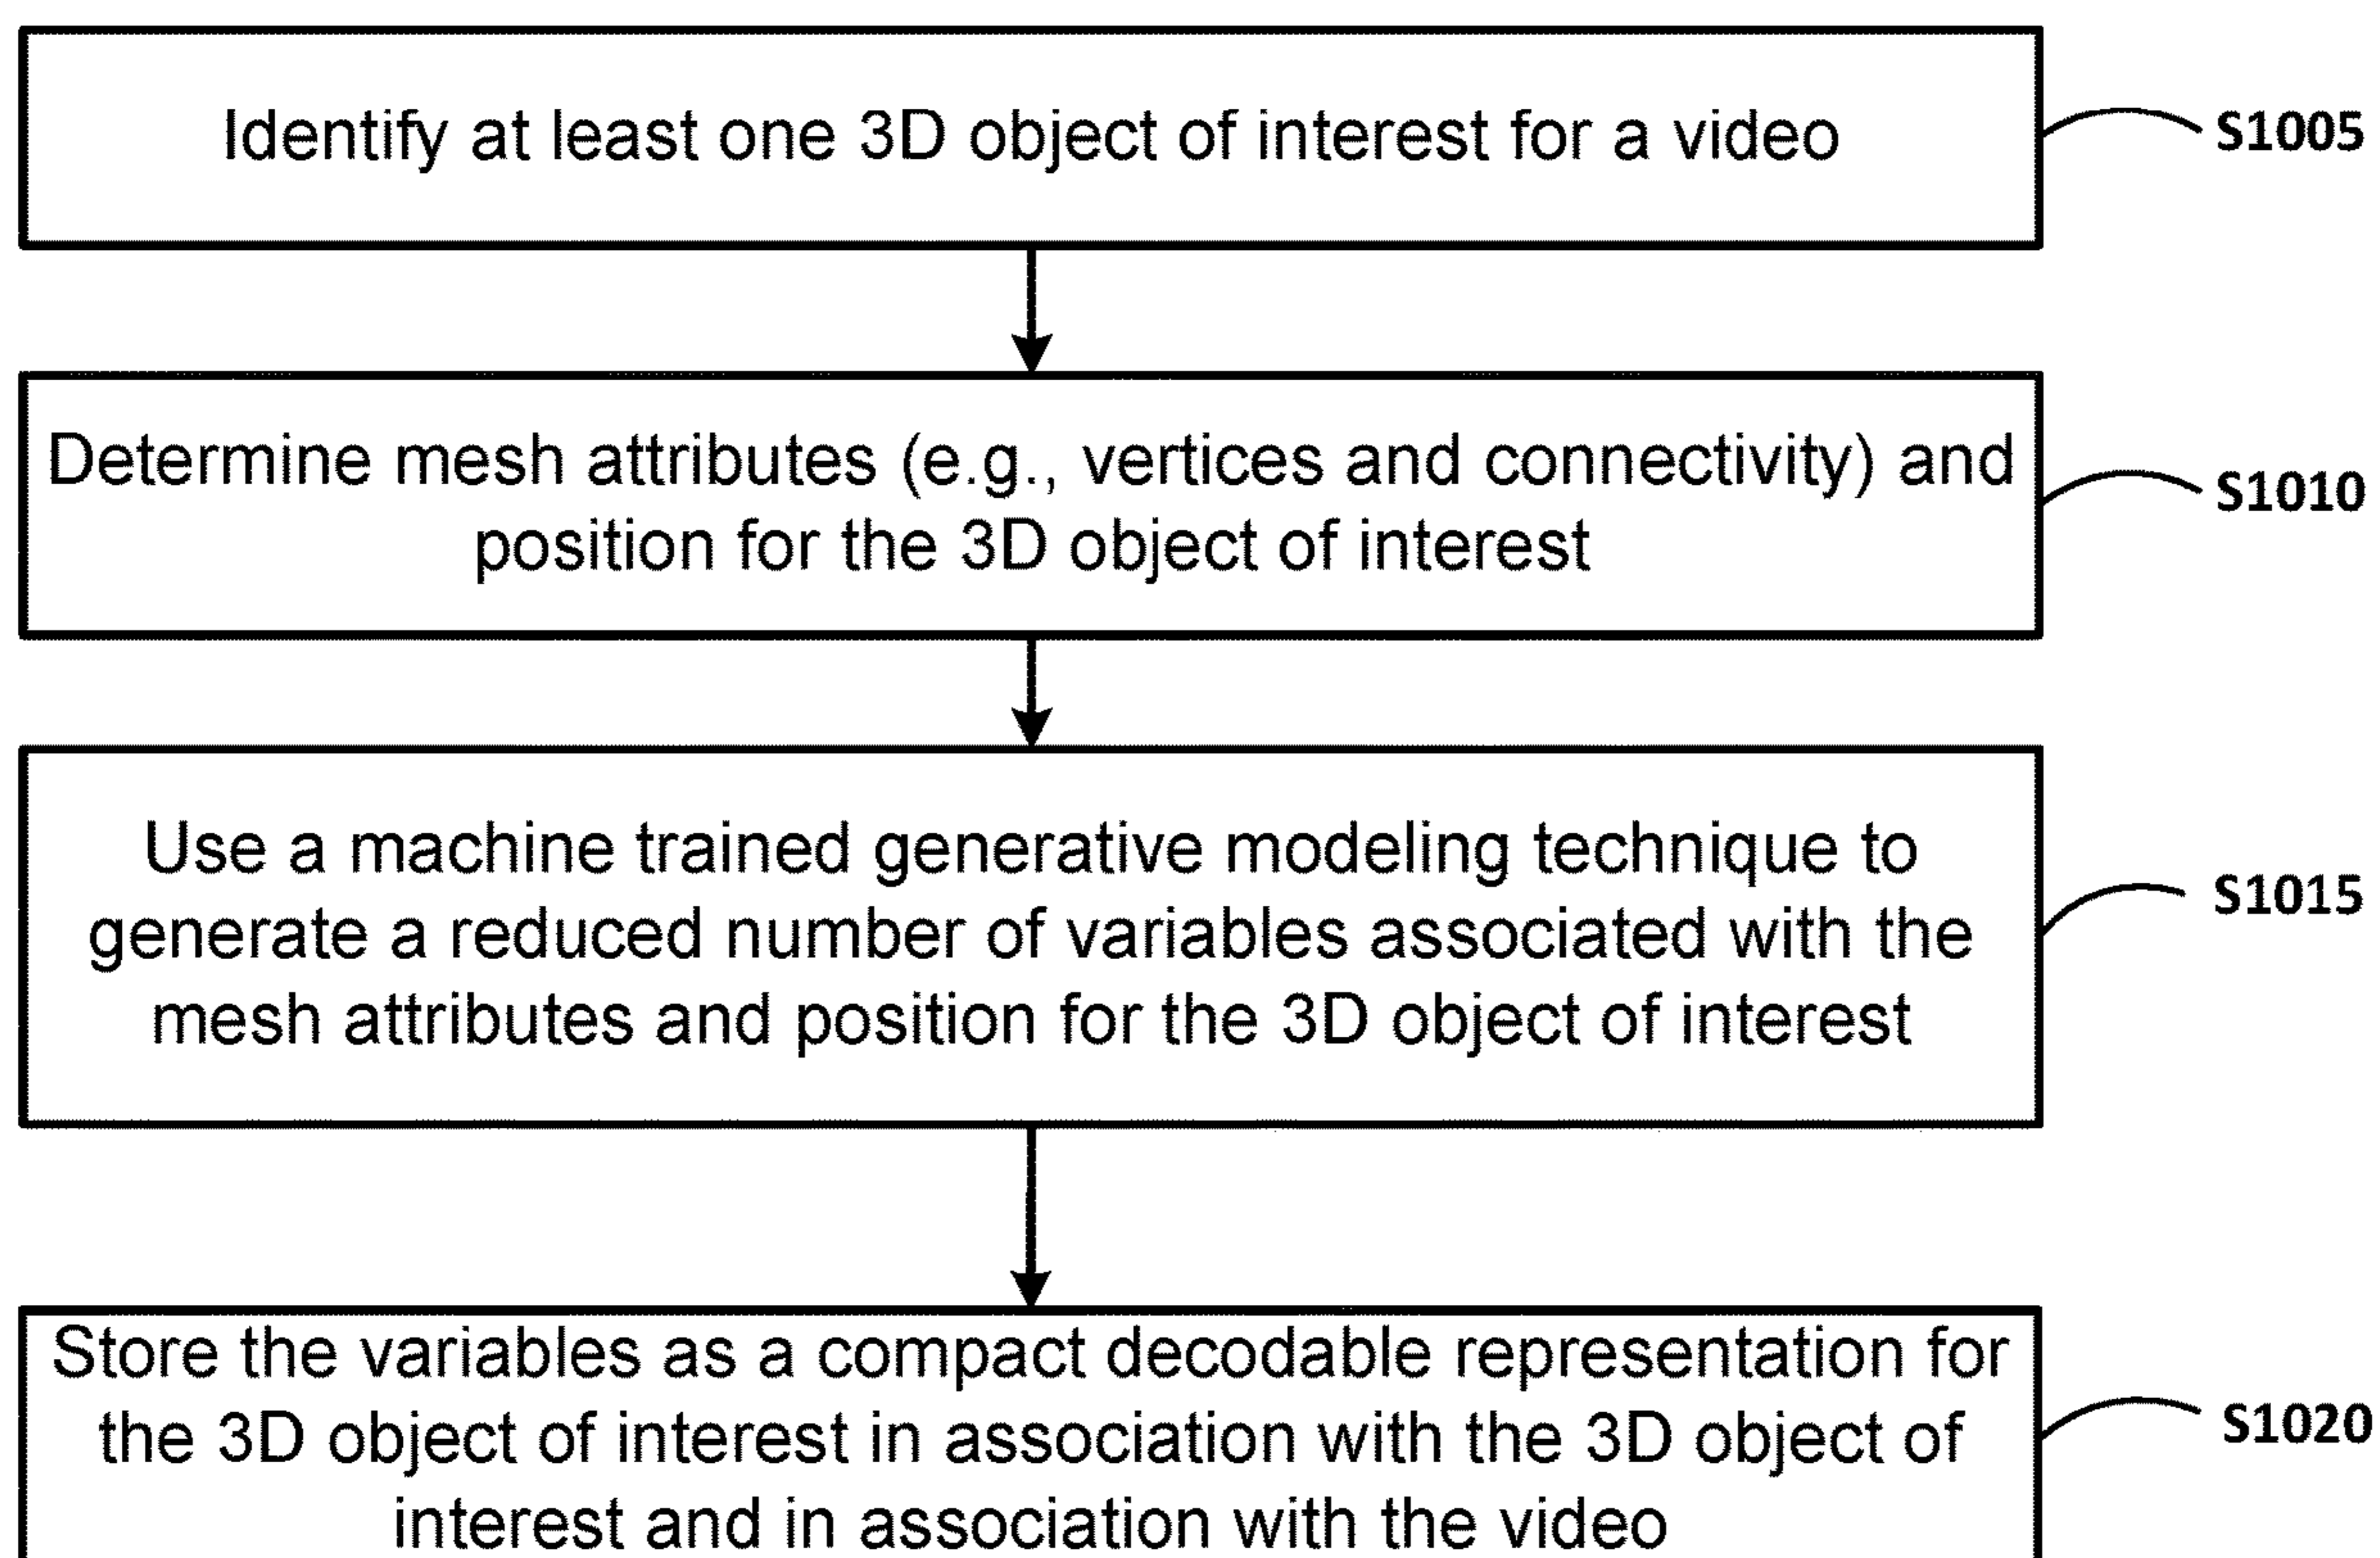 Identify at least one 3D object of interest for a video
S1005
Determine mesh attributes (e.g., vertices and connectivity) and
position for the 3D object of interest
S1010
Use a machine trained generative modeling technique to
generate a reduced number of variables associated with the
mesh attributes and position for the 3D object of interest
S1015
Store the variables as a compact decodable representation for
the 3D object of interest in association with the 3D object of
interest and in association with the video
S1020